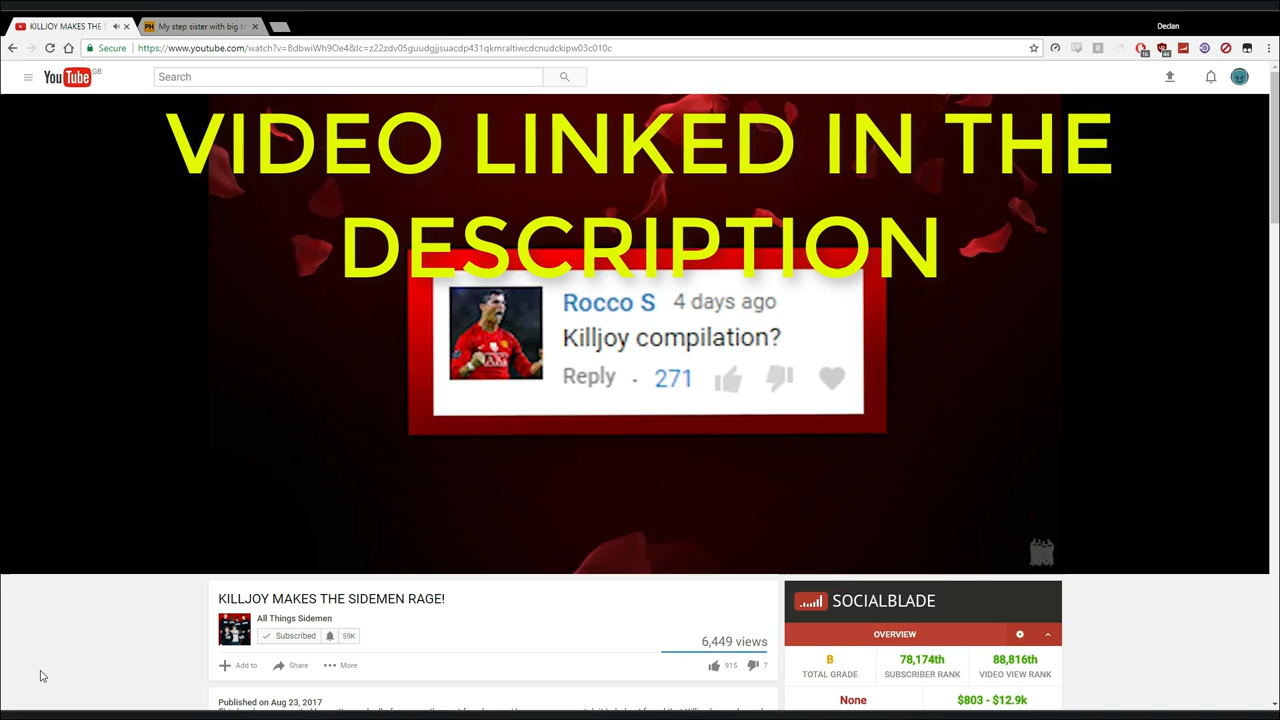 KILLJOY MAKES THE S
PH My step sister with big t
Declan
Secure https://www.youtube.com/watch?v=BdbwiWh9Oe4&lc=z22zdv05guudgjjsuacdp431qkmraltiwcdcnudckipw03c010c
YouTube GB
Search
VIDEO LINKED IN THE
DESCRIPTION
Rocco S 4 days ago
Killjoy compilation?
Reply · 271
KILLJOY MAKES THE SIDEMEN RAGE!
All Things Sidemen
Subscribed 59K
6,449 views
Add to Share More 915 7
Published on Aug 23, 2017
SOCIALBLADE
OVERVIEW
B 78,174th 88,816th
TOTAL GRADE SUBSCRIBER RANK VIDEO VIEW RANK
None $803 - $12.9k